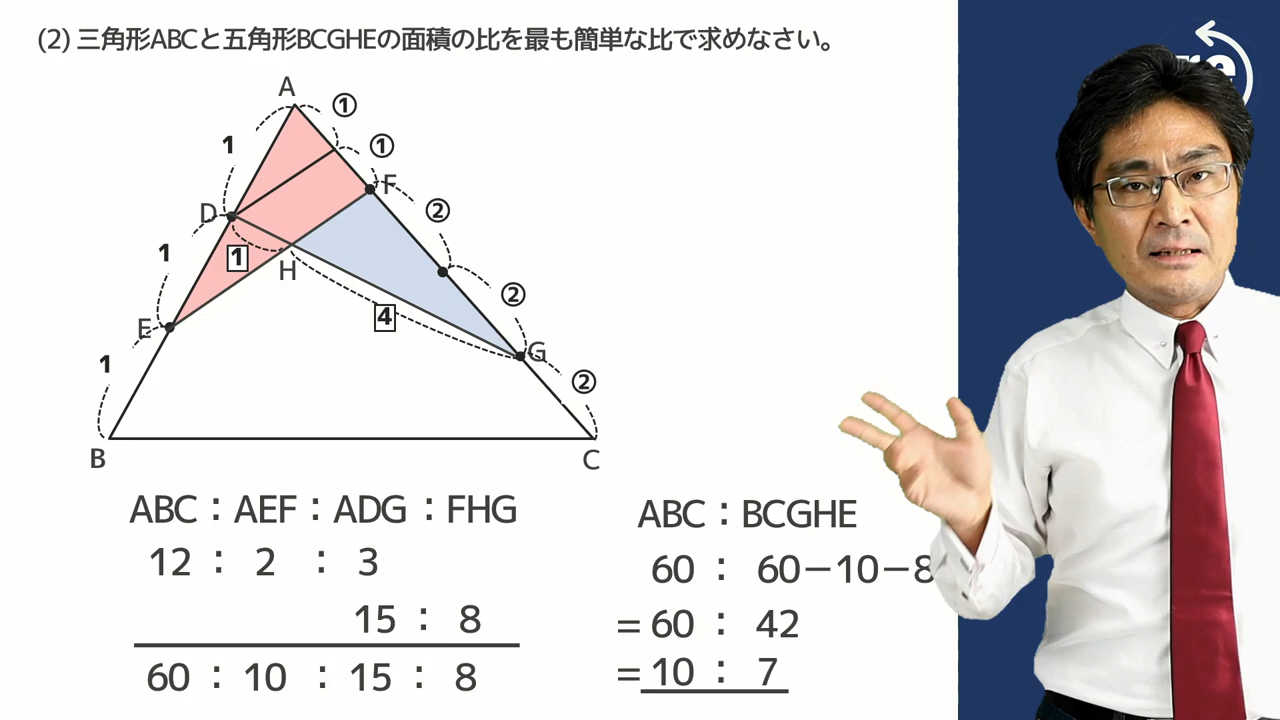 (2) 三角形ABCと五角形BCGHEの面積の比を最も簡単な比で求めなさい。
A
①
1
①
F
D
②
1
1
H
②
4
E
G
1
②
B
C
ABC：AEF：ADG：FHG
12 ： 2 ： 3
15 ： 8
60 ： 10 ： 15 ： 8
ABC：BCGHE
60 ： 60－10－8
＝60 ： 42
＝10 ： 7